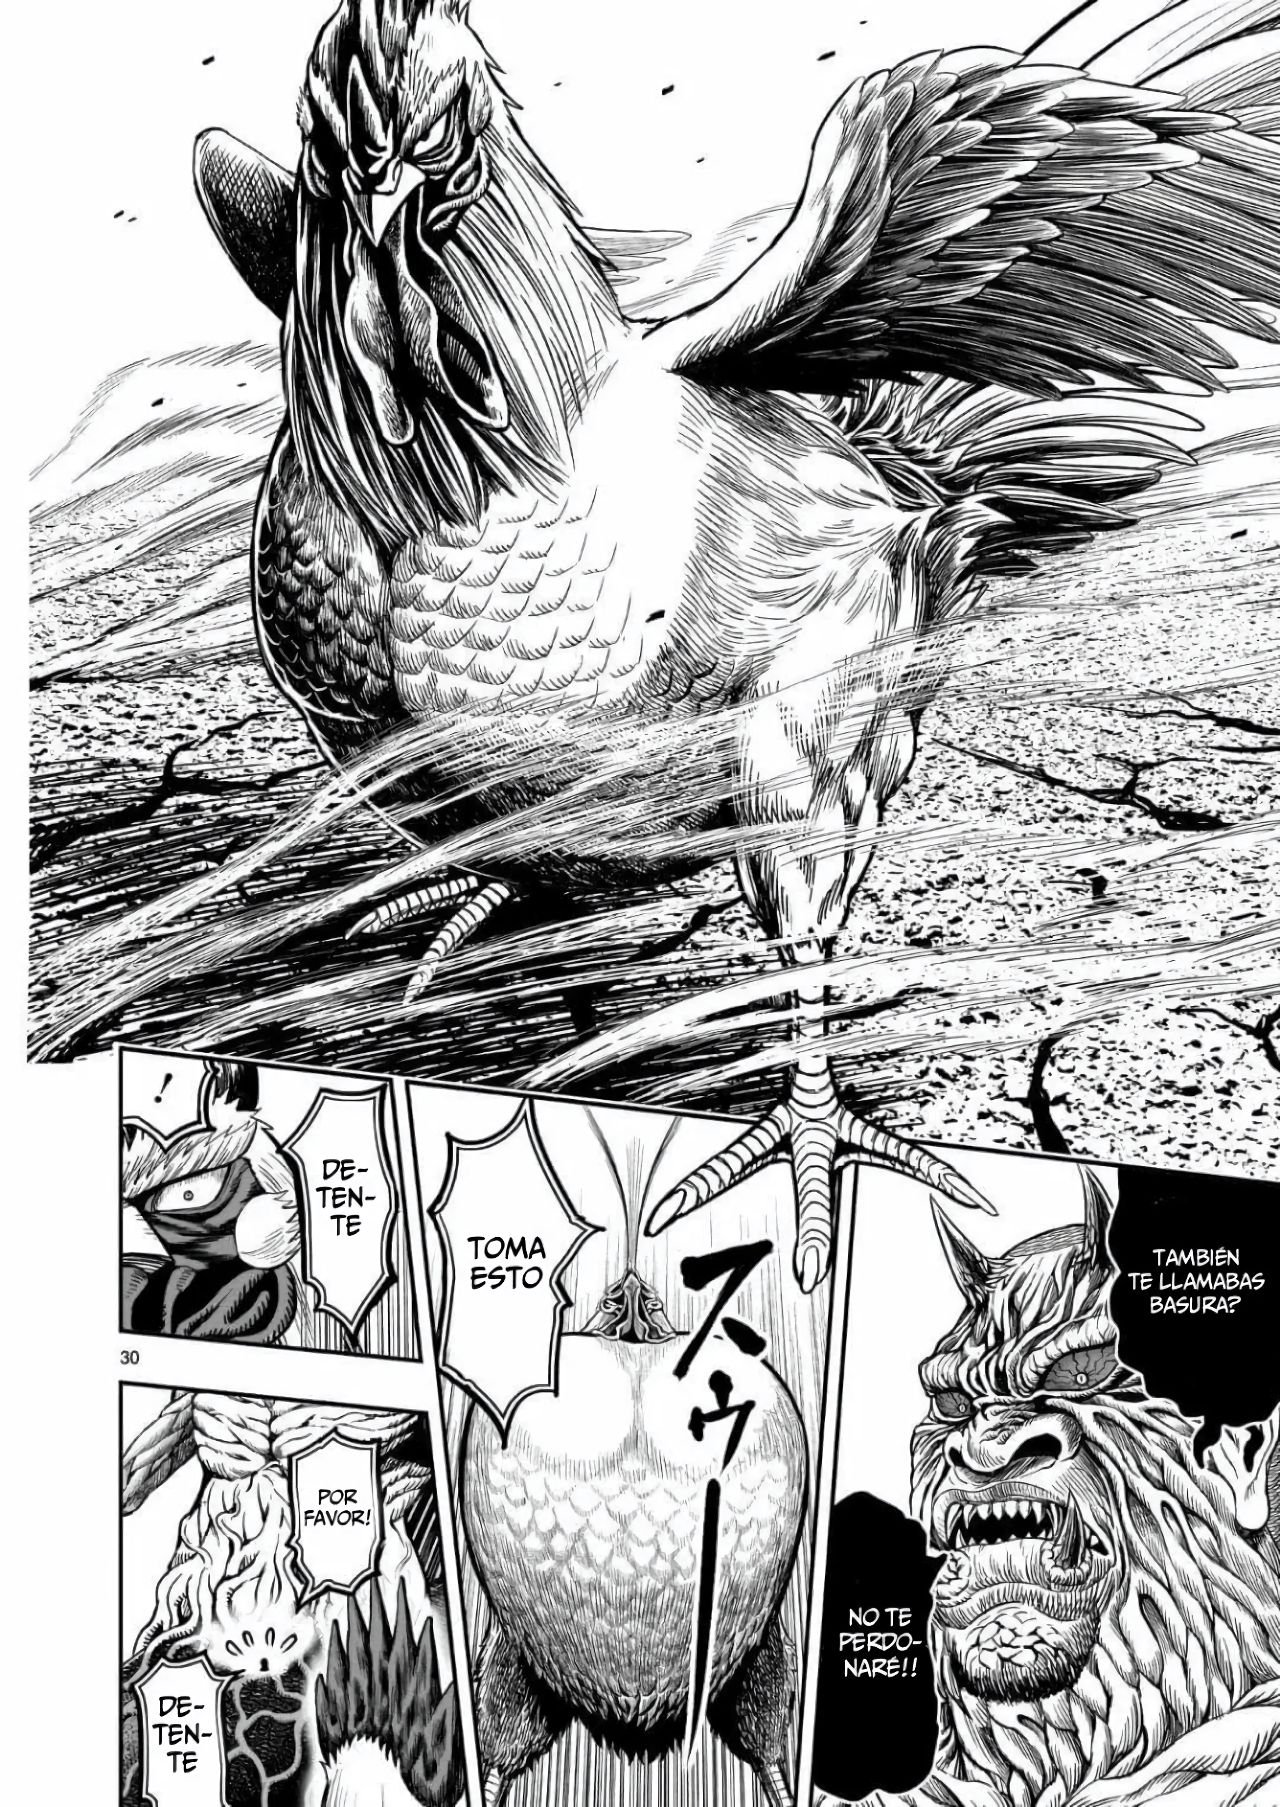 TAMBIÉN
TE LLAMABAS
BASURA?
NO TE
PERDO-
NARÉ!!
スゥー
TOMA
ESTO
DE-
TEN-
TE
!
POR
FAVOR!
DE-
TEN-
TE
30